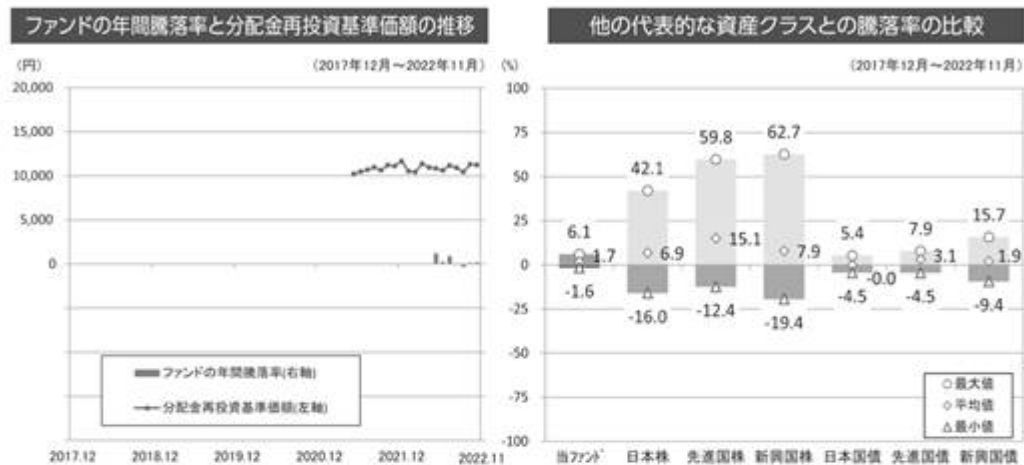 ファンドの年間騰落率と分配金再投資基準価額の推移
(円)
(2017年12月～2022年11月)
20,000
15,000
10,000
5,000
0
ファンドの年間騰落率(右軸)
分配金再投資基準価額(左軸)
2017.12 2018.12 2019.12 2020.12 2021.12 2022.11
他の代表的な資産クラスとの騰落率の比較
(%)
(2017年12月～2022年11月)
100
75
50
25
0
-25
-50
-75
-100
6.1 42.1 59.8 62.7 5.4 7.9 15.7
1.7 6.9 15.1 7.9 -0.0 3.1 1.9
-1.6 -16.0 -12.4 -19.4 -4.5 -4.5 -9.4
最大値
平均値
最小値
当ファンド 日本株 先進国株 新興国株 日本国債 先進国債 新興国債